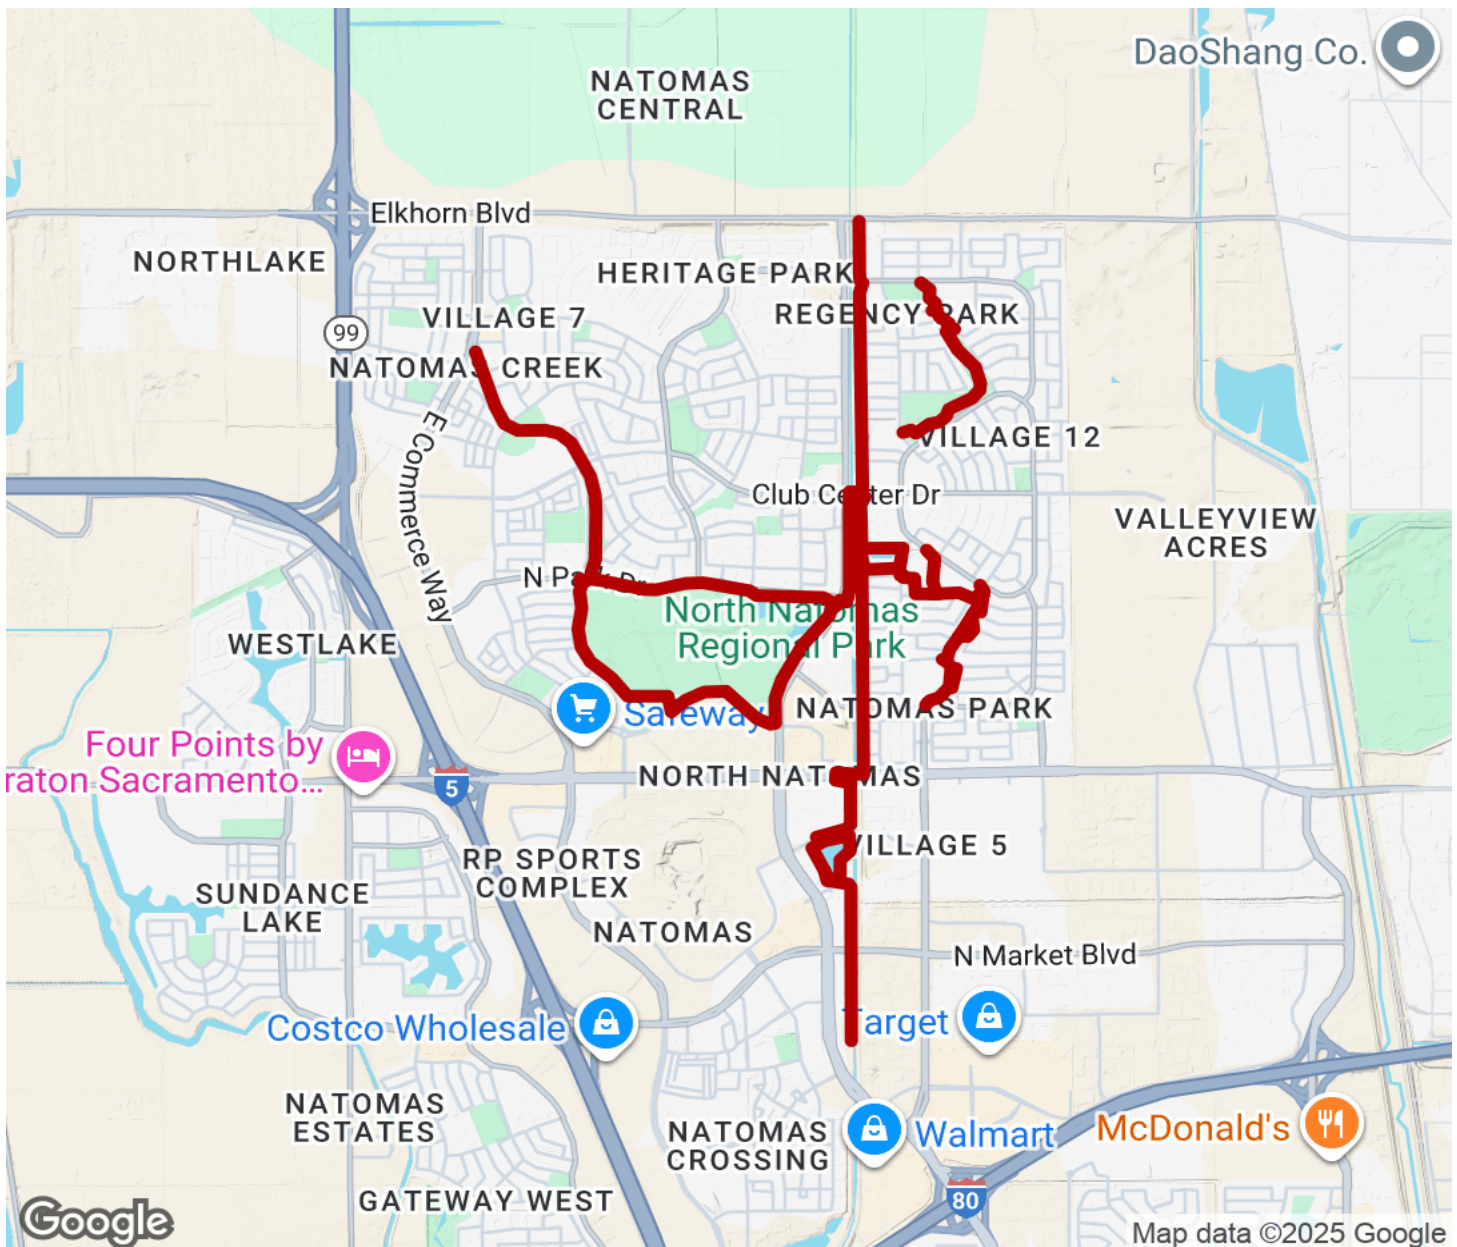 DaoShang Co.
NATOMAS
CENTRAL
Elkhorn Blvd
NORTHLAKE
HERITAGE PARK
REGENCY PARK
VILLAGE 7
99
NATOMAS CREEK
E Commerce Way
VILLAGE 12
Club Center Dr
VALLEYVIEW
ACRES
N Park Dr
North Natomas
Regional Park
WESTLAKE
Safeway
NATOMAS PARK
Four Points by
raton Sacramento...
5
NORTH NATOMAS
VILLAGE 5
RP SPORTS
COMPLEX
SUNDANCE
LAKE
NATOMAS
N Market Blvd
Costco Wholesale
Target
NATOMAS
ESTATES
NATOMAS
CROSSING
Walmart
McDonald's
GATEWAY WEST
80
Google
Map data ©2025 Google